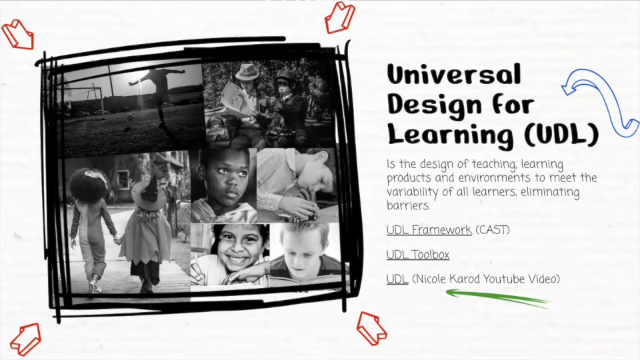 Universal
Design for
Learning (UDL)
Is the design of teaching, learning
products and environments to meet the
variability of all learners, eliminating
barriers.
UDL Framework (CAST)
UDL Toolbox
UDL (Nicole Karod Youtube Video)